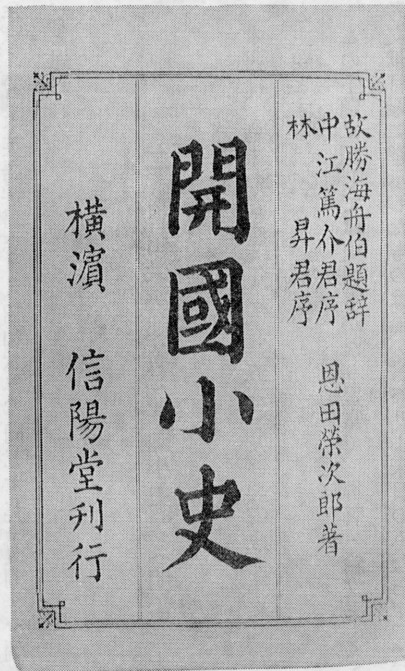 故勝海舟伯題辞
中江篤介君序
林 昇君序
恩田榮次郎著
開國小史
橫濱 信陽堂刊行